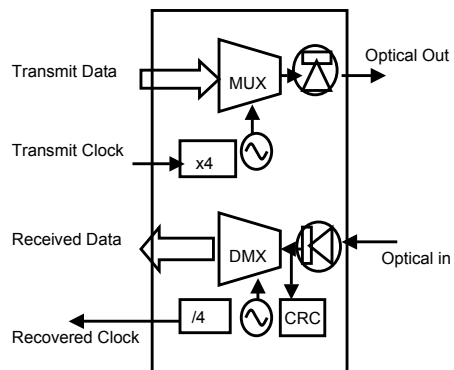 Transmit Data
MUX
Optical Out
Transmit Clock
x4
Received Data
DMX
Optical in
/4
CRC
Recovered Clock